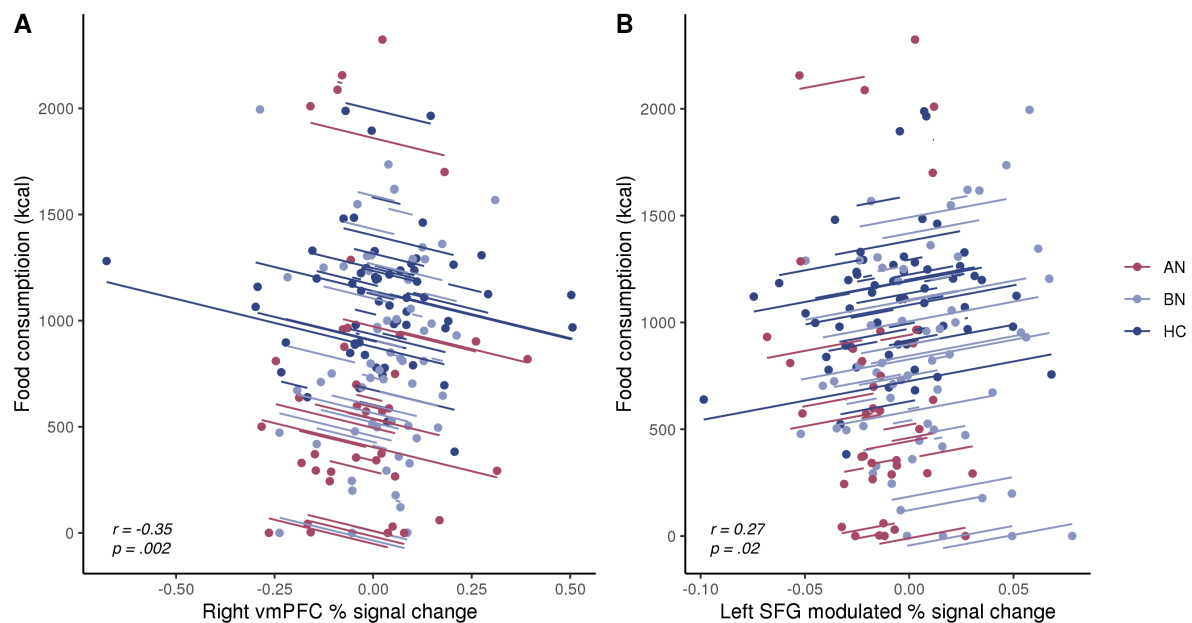 A
B
Food consumptioion (kcal)
2000
1500
1000
500
0
-0.50
-0.25
0.00
0.25
0.50
Right vmPFC % signal change
r = -0.35
p = .002
Food consumptioion (kcal)
2000
1500
1000
500
0
-0.10
-0.05
0.00
0.05
Left SFG modulated % signal change
r = 0.27
p = .02
AN
BN
HC